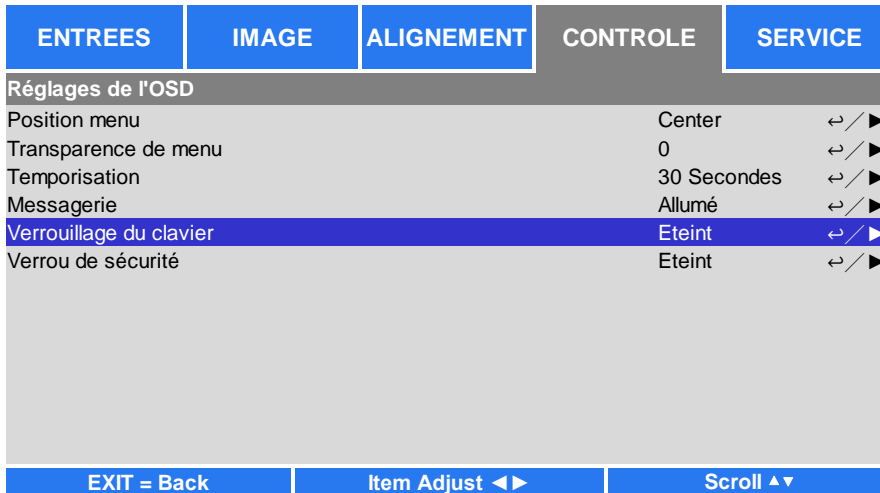 ENTREES IMAGE ALIGNEMENT CONTROLE SERVICE
Réglages de l'OSD
Position menu Center ↩/►
Transparence de menu 0 ↩/►
Temporisation 30 Secondes ↩/►
Messagerie Allumé ↩/►
Verrouillage du clavier Eteint ↩/►
Verrou de sécurité Eteint ↩/►
EXIT = Back Item Adjust ◄► Scroll ▲▼